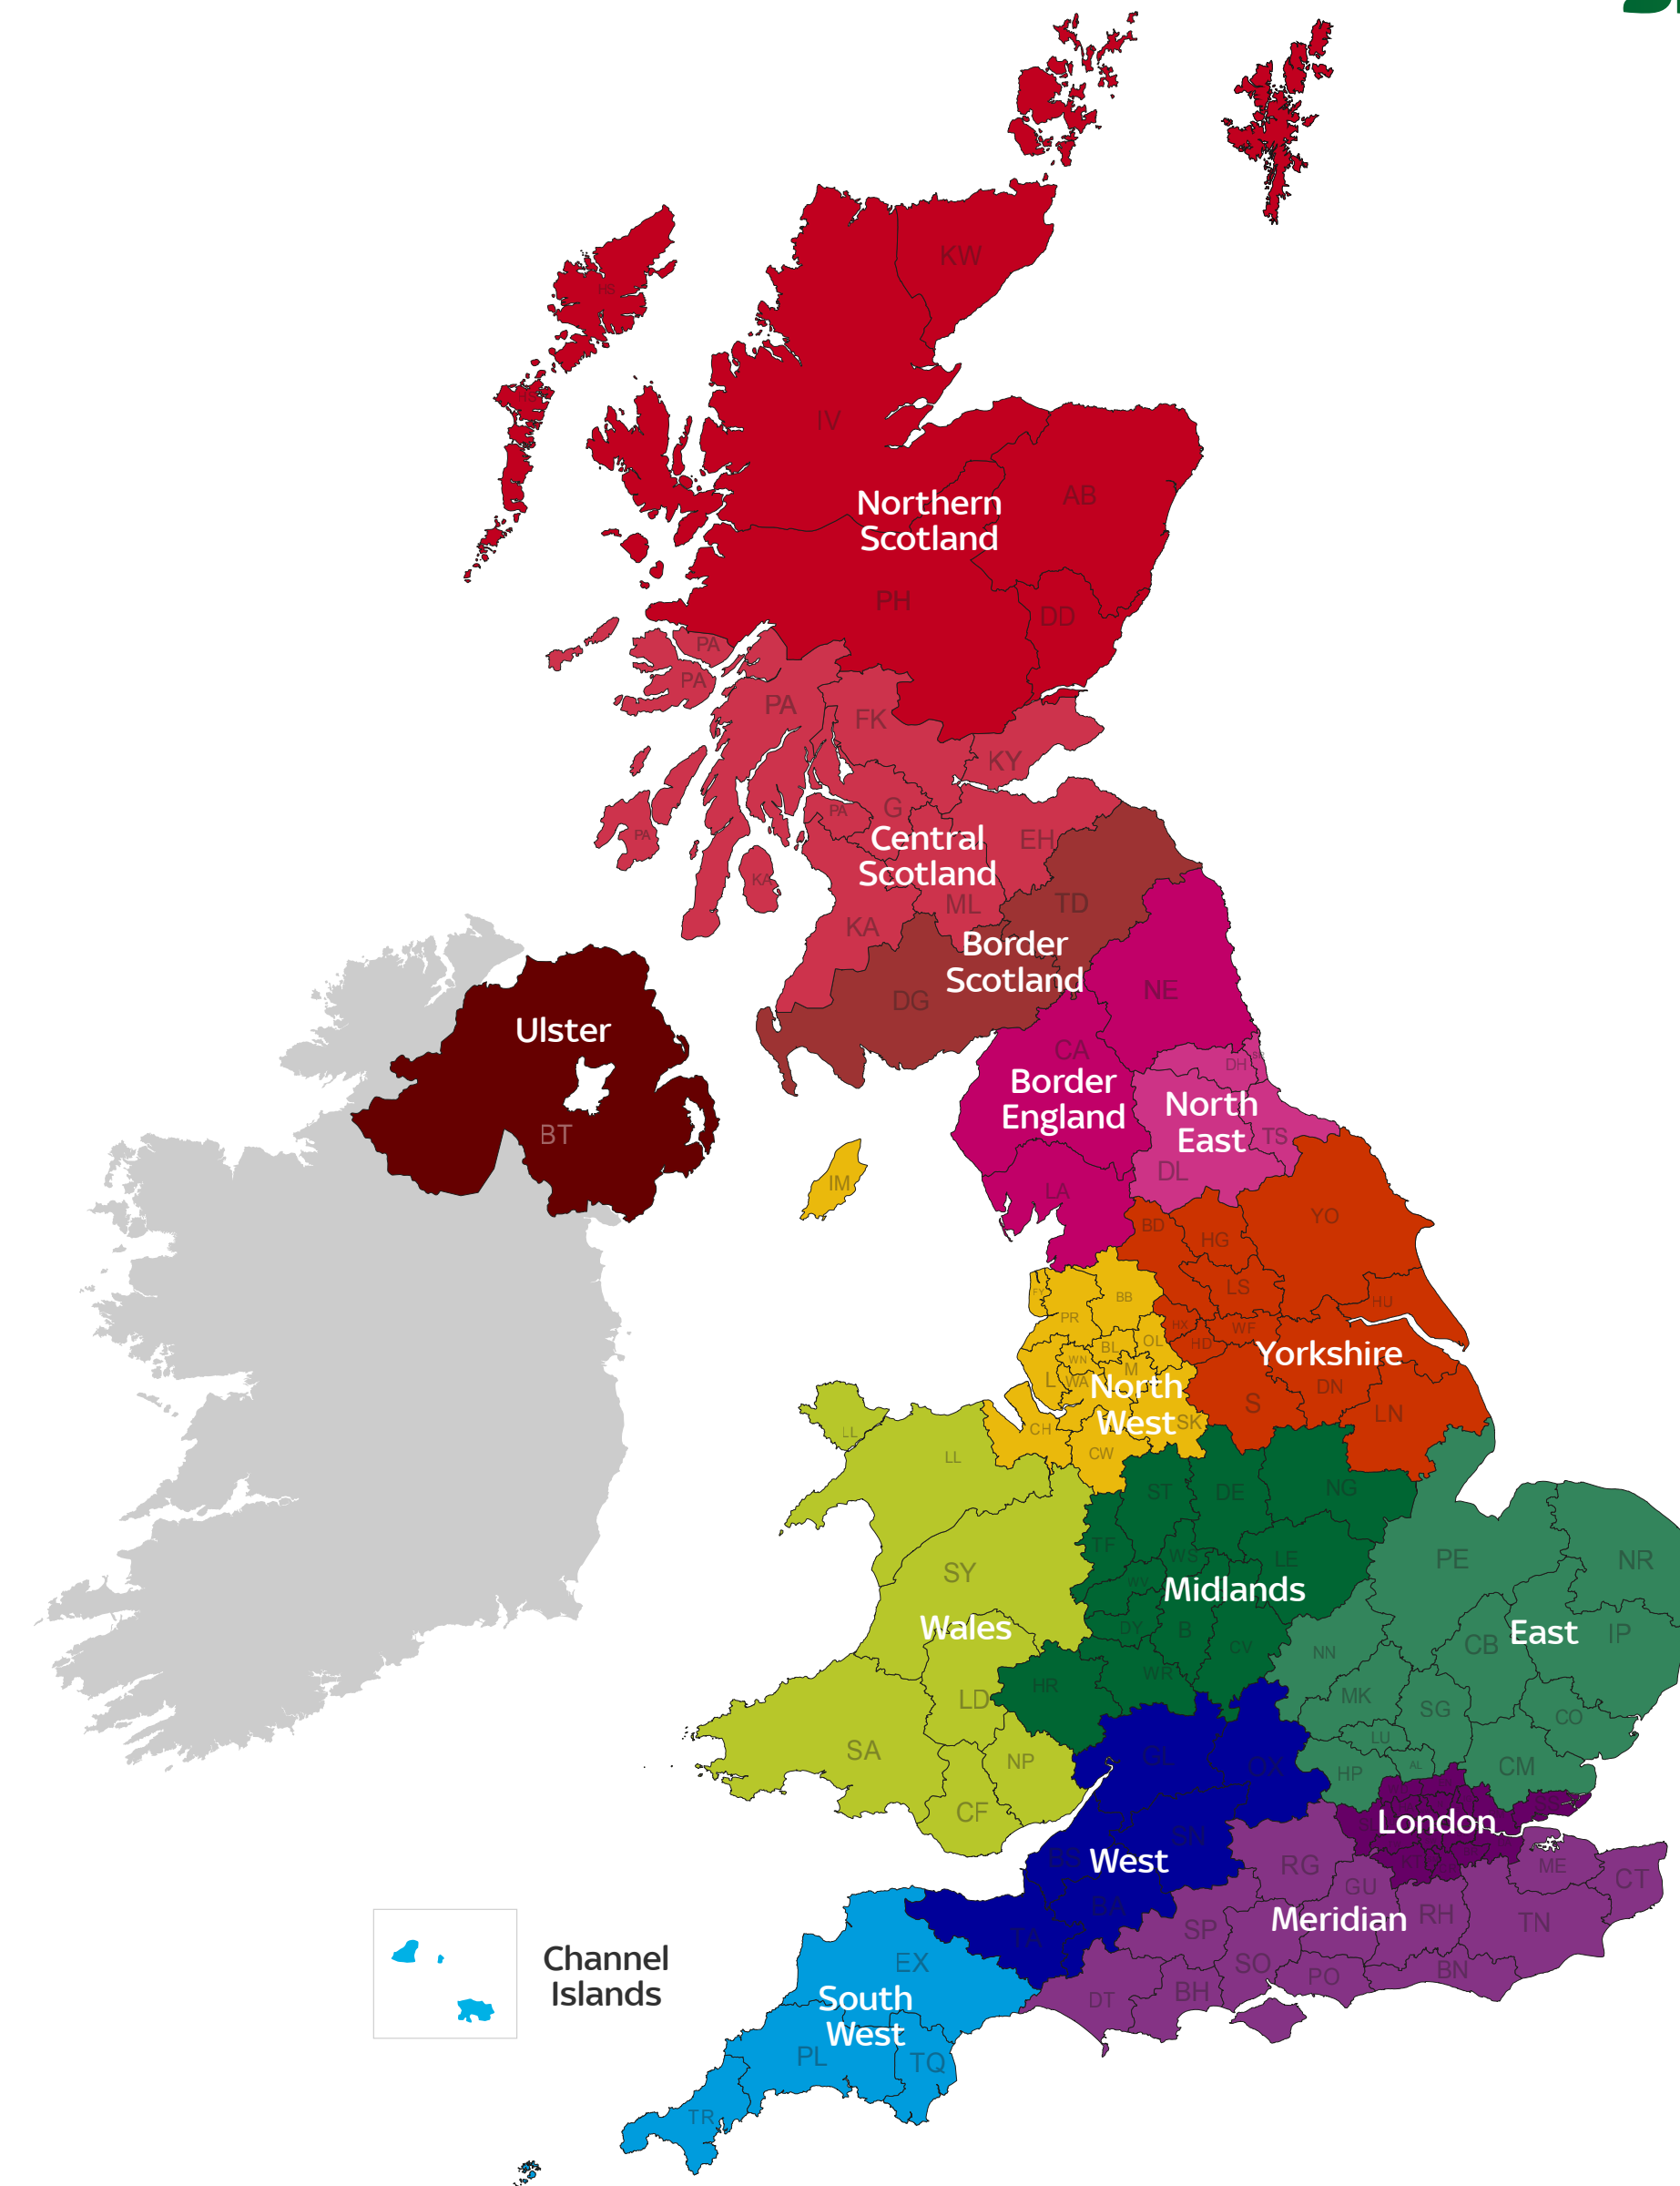 KW
HS
IV
AB
Northern
Scotland
PH
DD
PA
PA
PA
FK
KY
PA
G
PA
EH
Central
Scotland
KA
ML
TD
KA
Border
Scotland
DG
NE
Ulster
CA
DH
Border
England
North
East
TS
BT
DL
IM
LA
BD
HG
YO
LS
BB
HU
PR
HX
WF
BL
OL
HD
Yorkshire
WN
M
L
WA
North
West
DN
S
LN
CH
SK
LL
LL
CW
ST
DE
NG
TF
WS
LE
PE
NR
SY
WV
Midlands
Wales
DY
B
CV
NN
CB
East
IP
WR
HR
LD
MK
SG
CO
LU
SA
NP
GL
OX
HP
AL
CM
CF
London
SN
BS
West
RG
ME
CT
GU
BA
SP
Meridian
RH
TN
TA
Channel
Islands
EX
SO
PO
BN
BH
DT
South
West
PL
TQ
TR